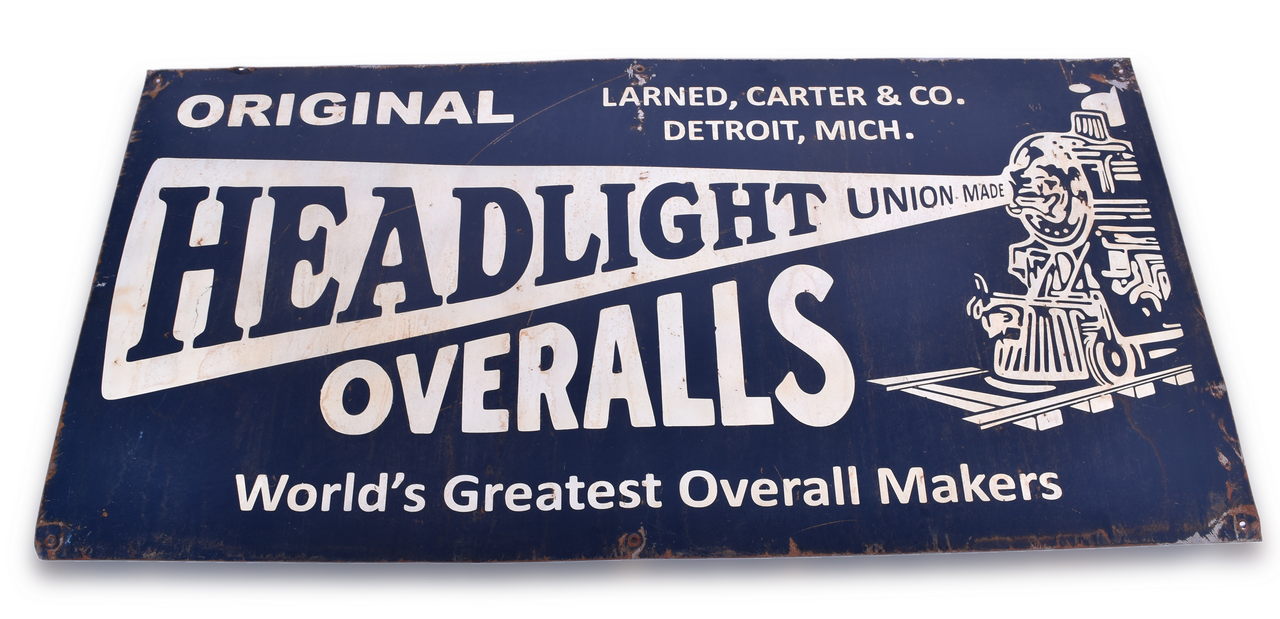 ORIGINAL
LARNED, CARTER & CO.
DETROIT, MICH.
HEADLIGHT UNION MADE
OVERALLS
World's Greatest Overall Makers